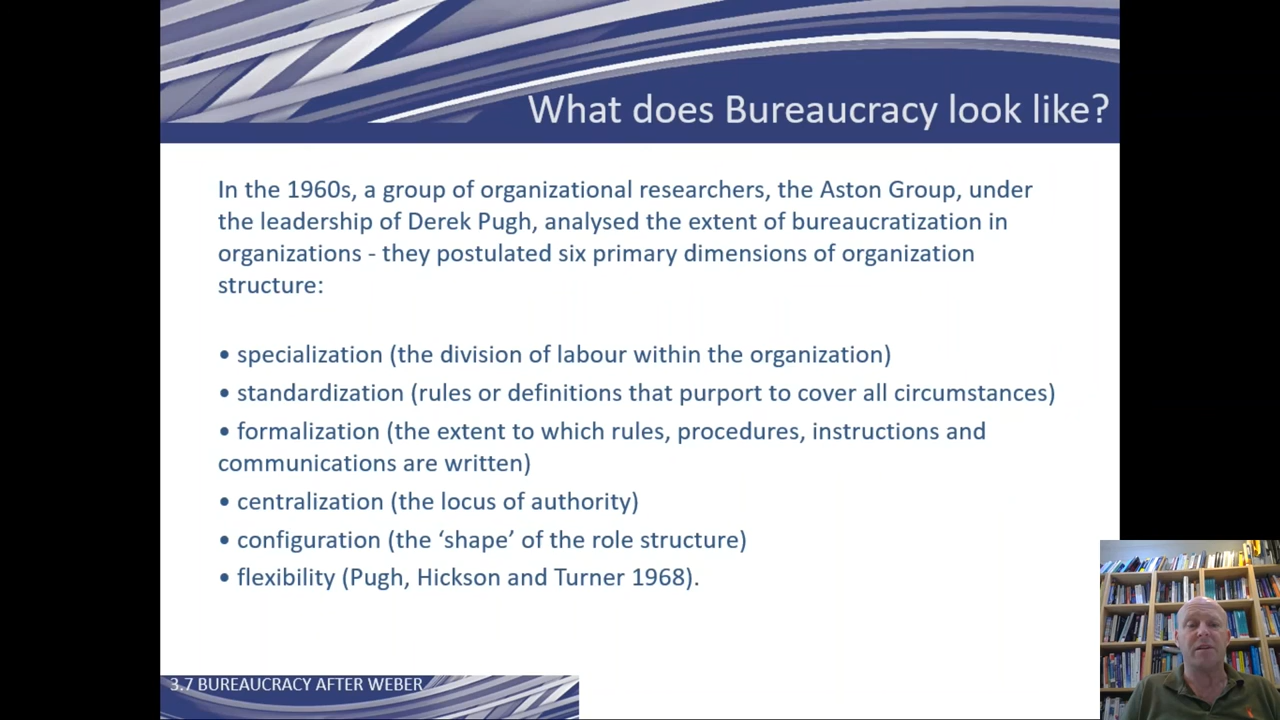 What does Bureaucracy look like?
In the 1960s, a group of organizational researchers, the Aston Group, under
the leadership of Derek Pugh, analysed the extent of bureaucratization in
organizations - they postulated six primary dimensions of organization
structure:
• specialization (the division of labour within the organization)
• standardization (rules or definitions that purport to cover all circumstances)
• formalization (the extent to which rules, procedures, instructions and
communications are written)
• centralization (the locus of authority)
• configuration (the ‘shape’ of the role structure)
• flexibility (Pugh, Hickson and Turner 1968).
3.7 BUREAUCRACY AFTER WEBER